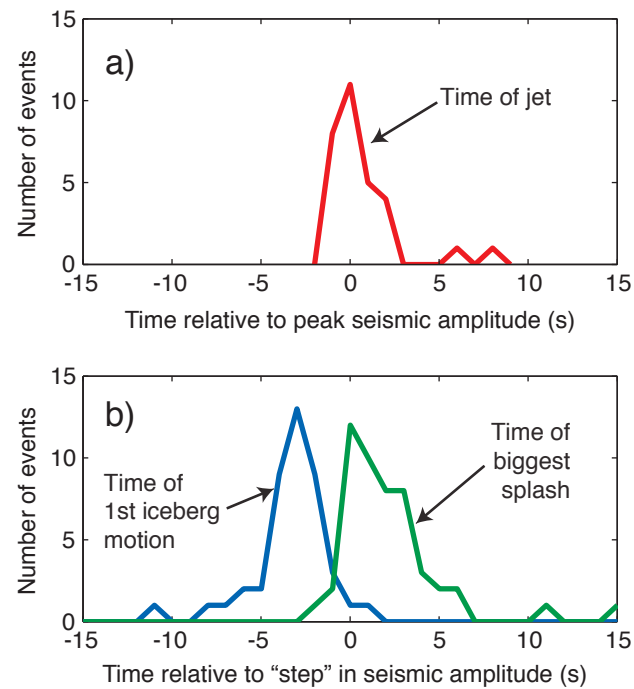 a)
Number of events
15
10
5
0
Time of jet
-15 -10 -5 0 5 10 15
Time relative to peak seismic amplitude (s)
b)
Number of events
15
10
5
0
Time of
1st iceberg
motion
Time of
biggest
splash
-15 -10 -5 0 5 10 15
Time relative to “step” in seismic amplitude (s)